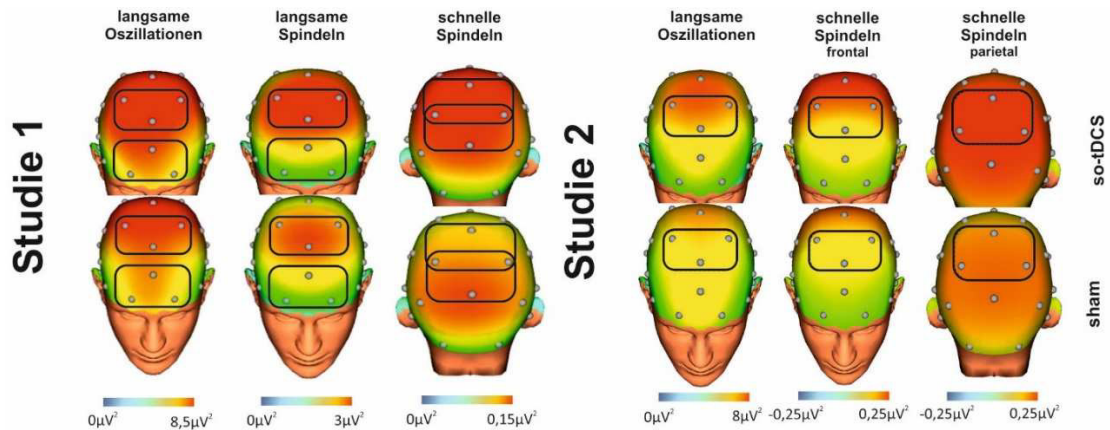 langsame
Oszillationen
langsame
Spindeln
schnelle
Spindeln
langsame
Oszillationen
schnelle
Spindeln
frontal
schnelle
Spindeln
parietal
Studie 1
Studie 2
so-tDCS
sham
0µV² 8,5µV²
0µV² 3µV²
0µV² 0,15µV²
0µV² 8µV²
-0,25µV² 0,25µV²
-0,25µV² 0,25µV²